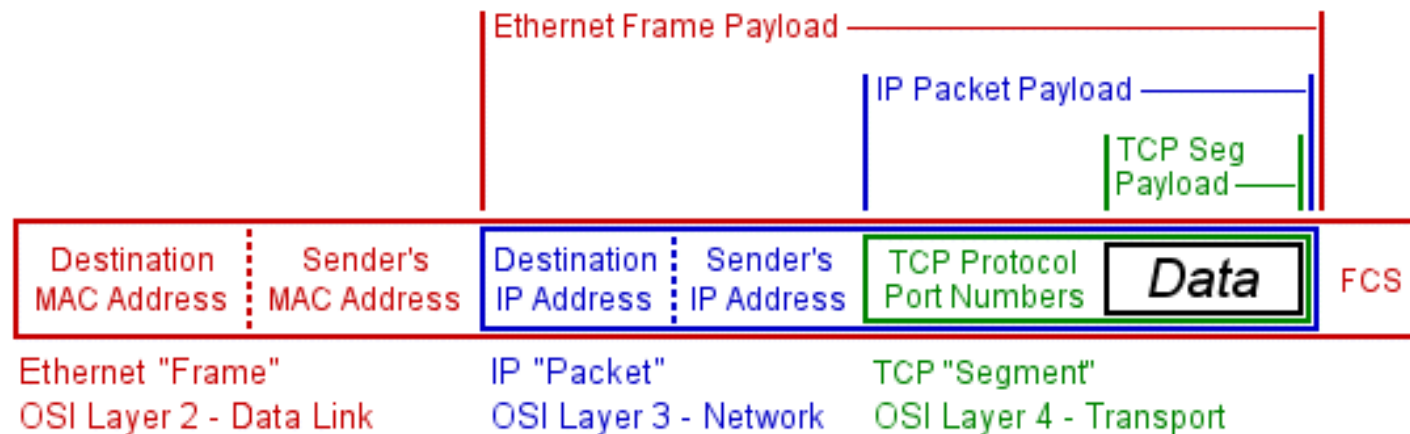 Ethernet Frame Payload
IP Packet Payload
TCP Seg
Payload
Destination
MAC Address
Sender's
MAC Address
Destination
IP Address
Sender's
IP Address
TCP Protocol
Port Numbers
Data
FCS
Ethernet "Frame"
OSI Layer 2 - Data Link
IP "Packet"
OSI Layer 3 - Network
TCP "Segment"
OSI Layer 4 - Transport